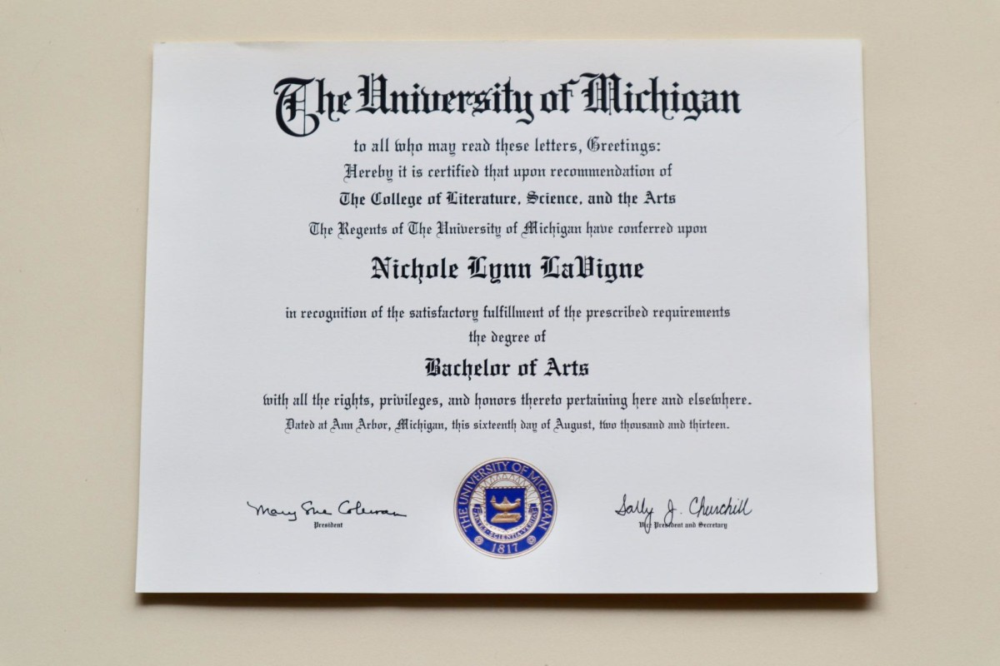 The University of Michigan
to all who may read these letters, Greetings:
Hereby it is certified that upon recommendation of
The College of Literature, Science, and the Arts
The Regents of The University of Michigan have conferred upon
Nichole Lynn LaVigne
in recognition of the satisfactory fulfillment of the prescribed requirements
the degree of
Bachelor of Arts
with all the rights, privileges, and honors thereto pertaining here and elsewhere.
Dated at Ann Arbor, Michigan, this sixteenth day of August, two thousand and thirteen.
Mary Sue Coleman
President
THE UNIVERSITY OF MICHIGAN
ARTES · SCIENTIA · VERITAS
1817
Sally J. Churchill
Vice President and Secretary